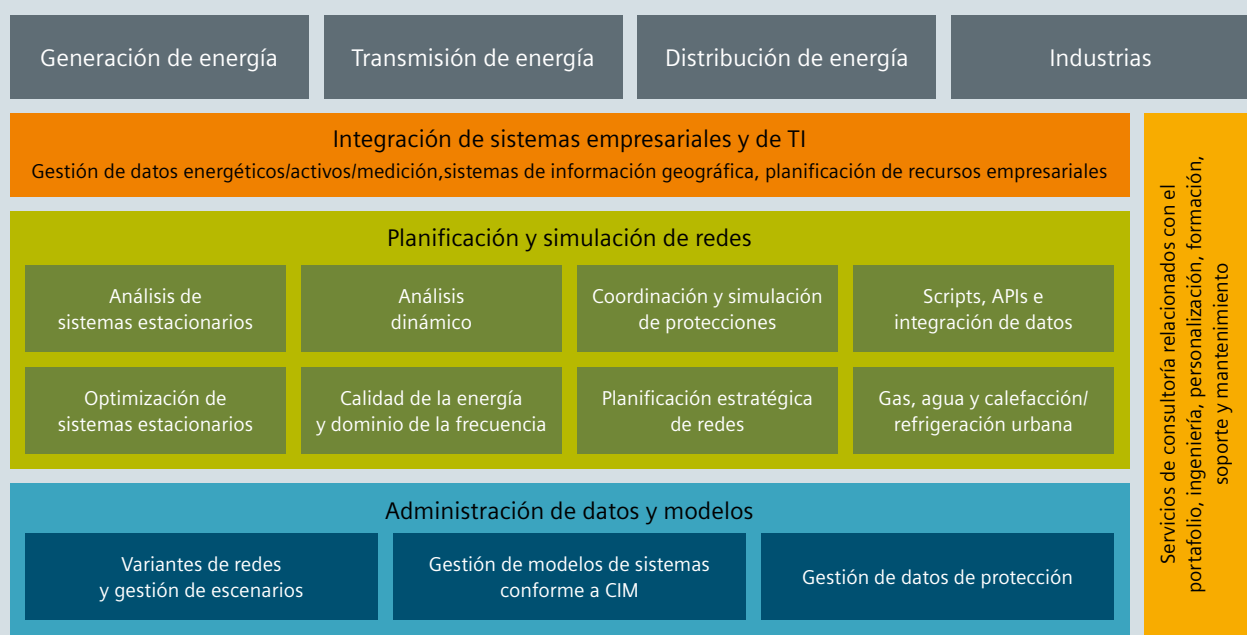 Generación de energía
Transmisión de energía
Distribución de energía
Industrias
Integración de sistemas empresariales y de TI
Gestión de datos energéticos/activos/medición,sistemas de información geográfica, planificación de recursos empresariales
Planificación y simulación de redes
Análisis de
sistemas estacionarios
Análisis
dinámico
Coordinación y simulación
de protecciones
Scripts, APIs e
integración de datos
Optimización de
sistemas estacionarios
Calidad de la energía
y dominio de la frecuencia
Planificación estratégica
de redes
Gas, agua y calefacción/
refrigeración urbana
Administración de datos y modelos
Variantes de redes
y gestión de escenarios
Gestión de modelos de sistemas
conforme a CIM
Gestión de datos de protección
Servicios de consultoría relacionados con el
portafolio, ingeniería, personalización, formación,
soporte y mantenimiento